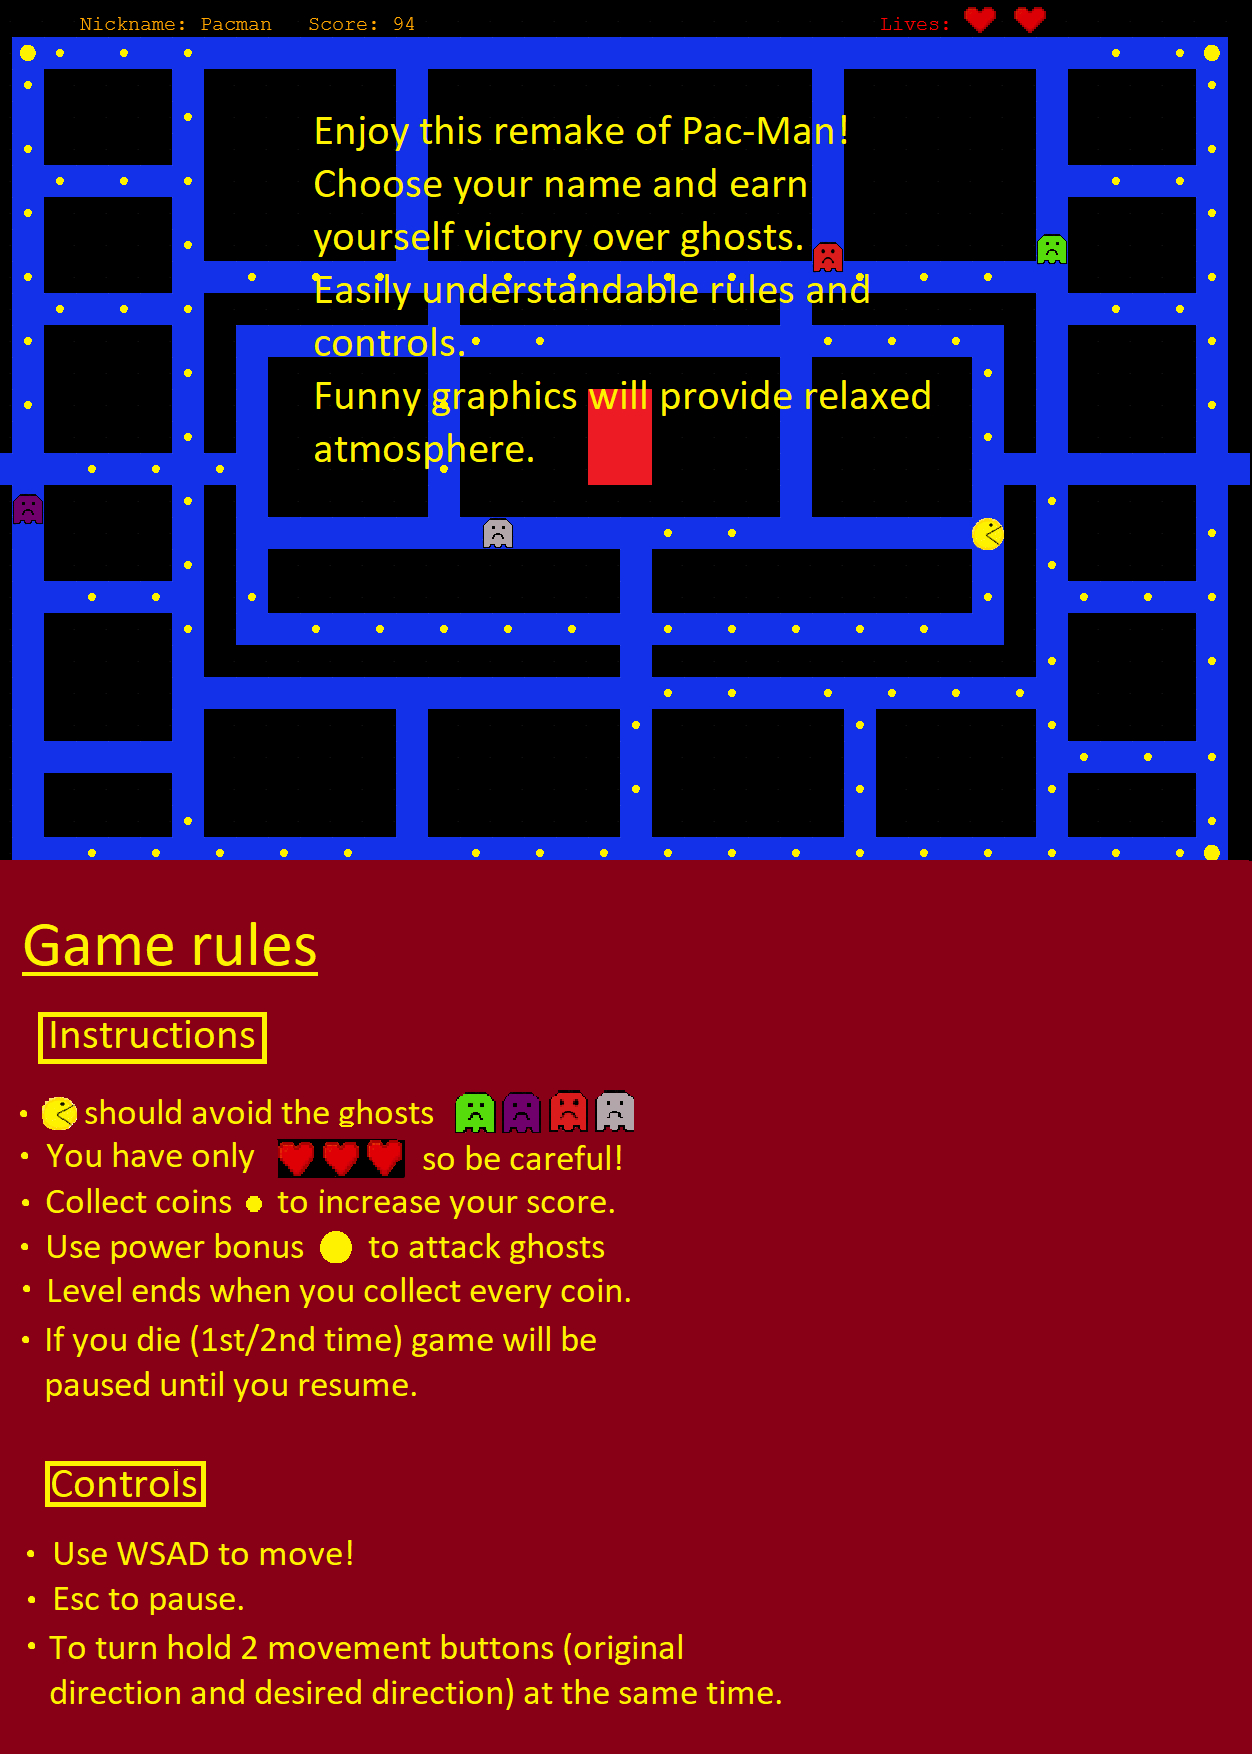 Nickname: Pacman Score: 94 Lives:
Enjoy this remake of Pac-Man!
Choose your name and earn
yourself victory over ghosts.
Easily understandable rules and
controls.
Funny graphics will provide relaxed
atmosphere.
Game rules
Instructions
• should avoid the ghosts
• You have only so be careful!
• Collect coins to increase your score.
• Use power bonus to attack ghosts
• Level ends when you collect every coin.
• If you die (1st/2nd time) game will be
paused until you resume.
Controls
• Use WSAD to move!
• Esc to pause.
• To turn hold 2 movement buttons (original
direction and desired direction) at the same time.